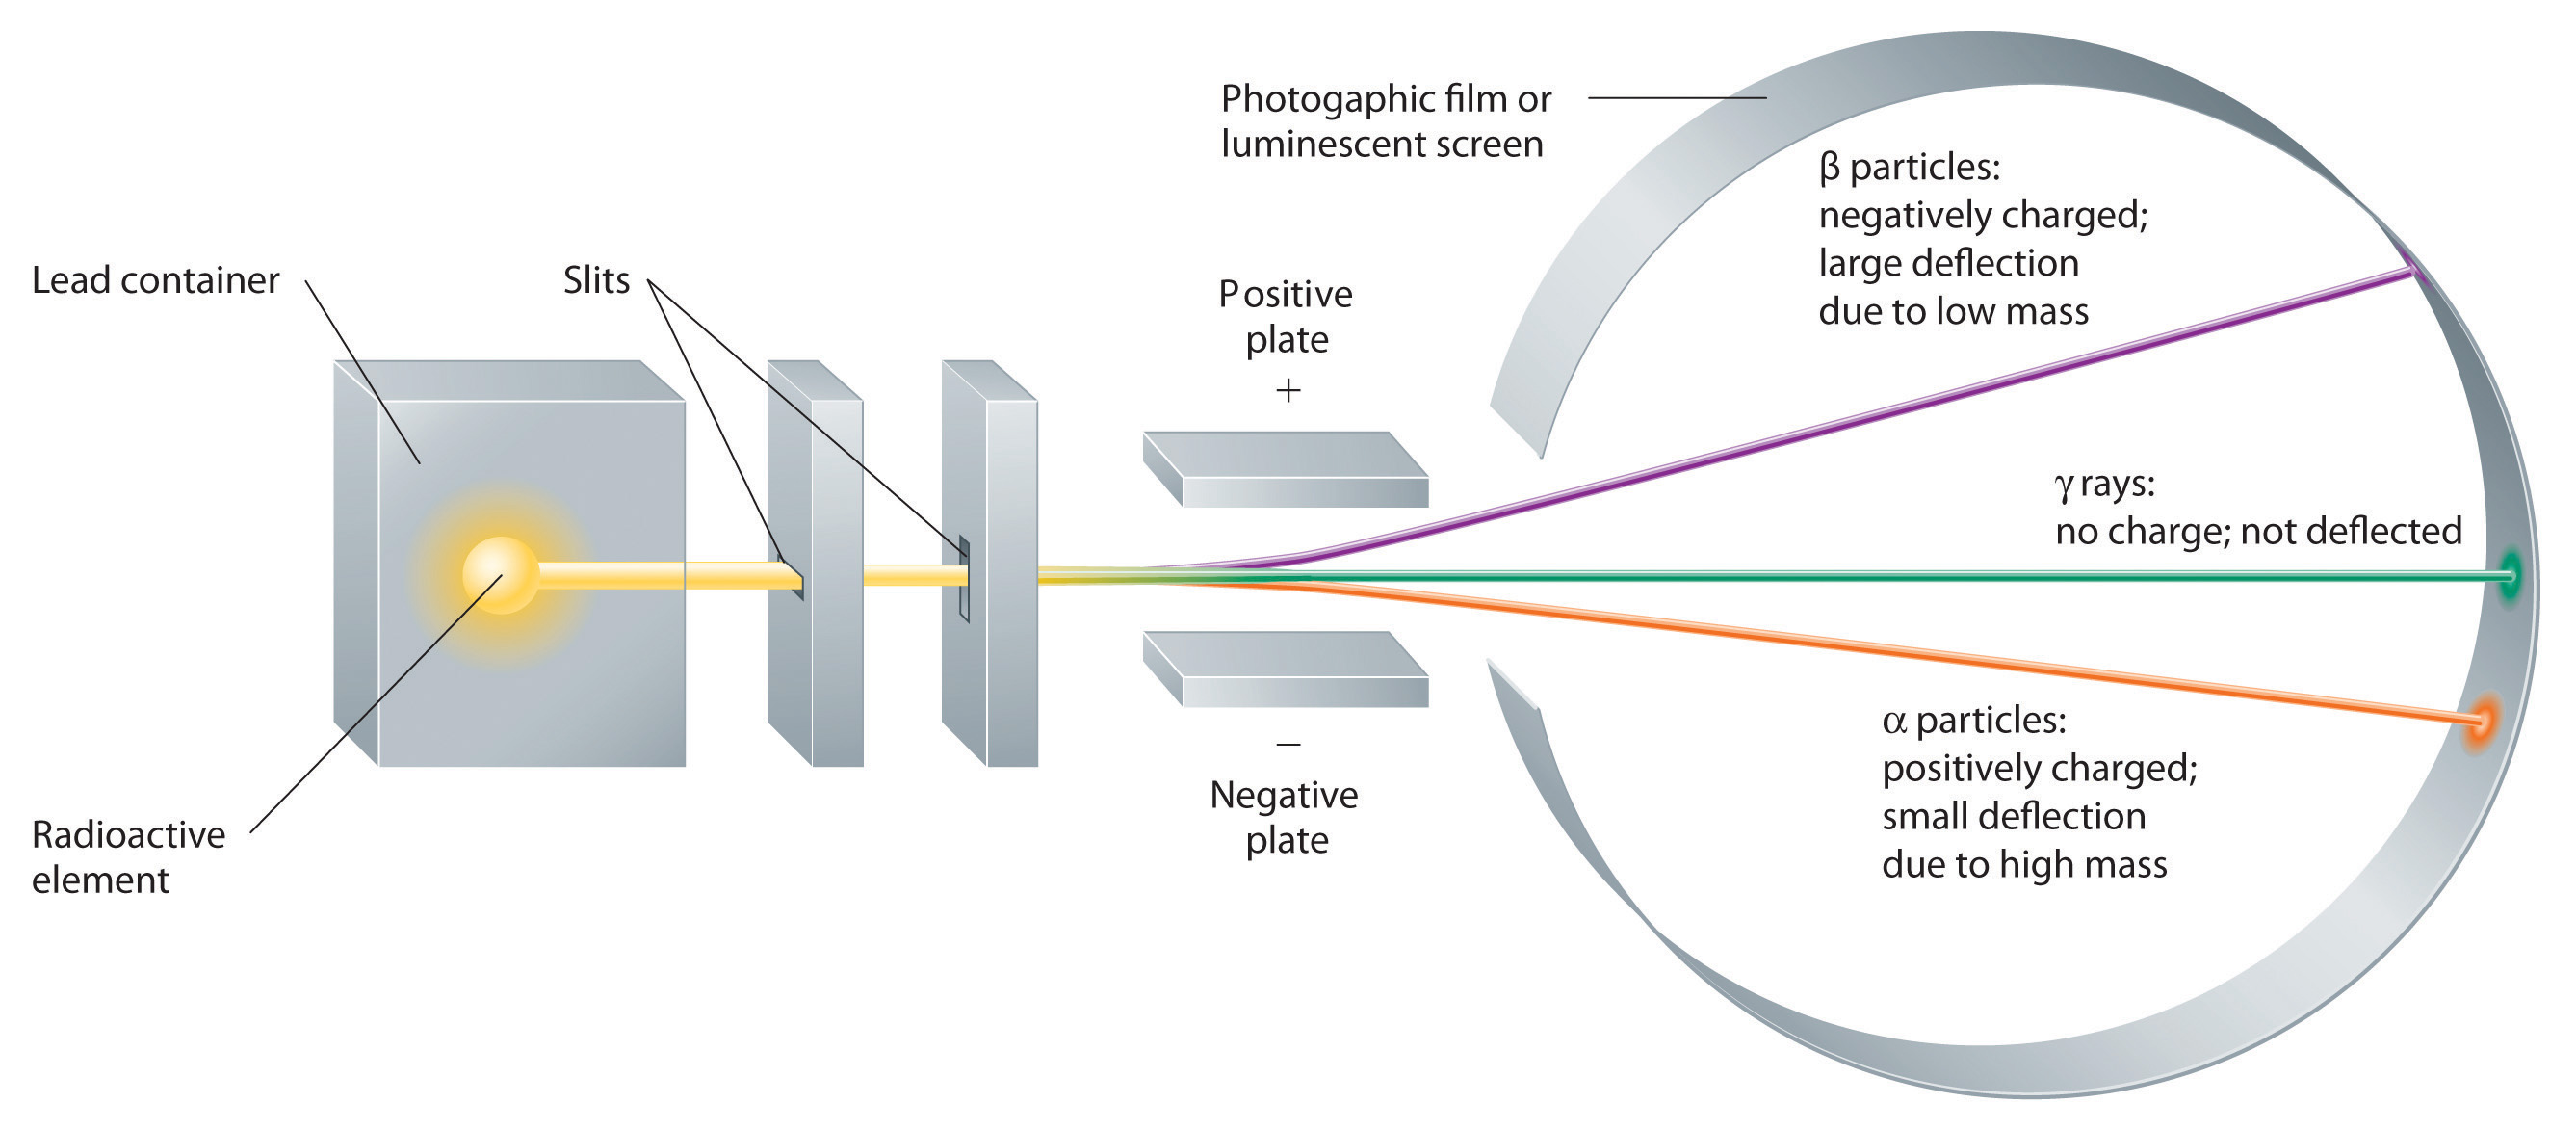 Photogaphic film or
luminescent screen
β particles:
negatively charged;
large deflection
due to low mass
Lead container
Slits
Positive
plate
+
γ rays:
no charge; not deflected
α particles:
positively charged;
small deflection
due to high mass
−
Negative
plate
Radioactive
element